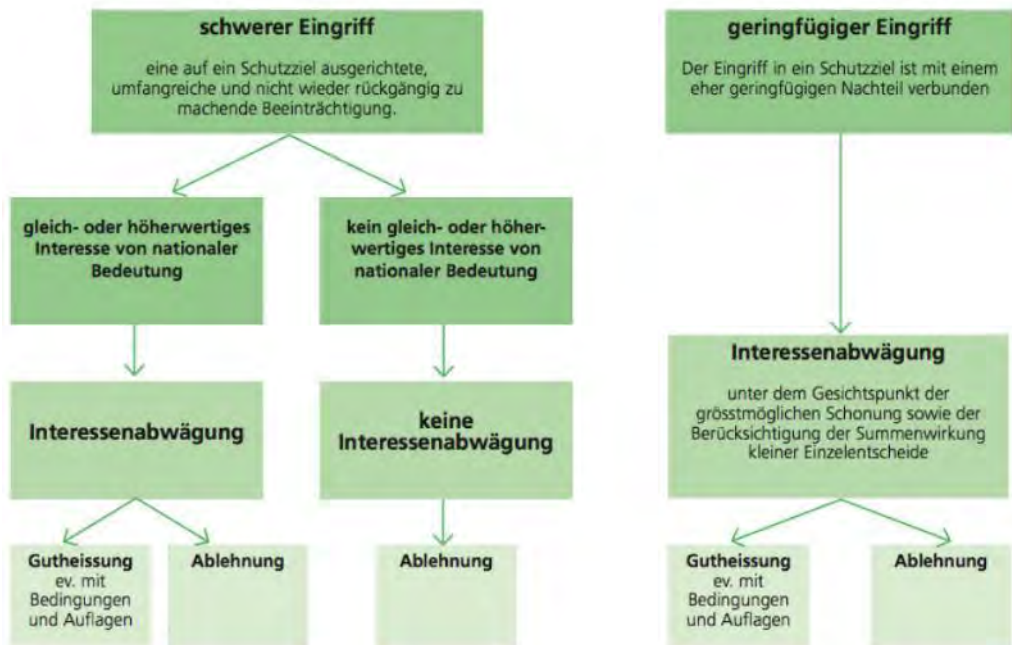 schwerer Eingriff
eine auf ein Schutzziel ausgerichtete,
umfangreiche und nicht wieder rückgängig zu
machende Beeinträchtigung.
geringfügiger Eingriff
Der Eingriff in ein Schutzziel ist mit einem
eher geringfügigen Nachteil verbunden
gleich- oder höherwertiges
Interesse von nationaler
Bedeutung
kein gleich- oder höher-
wertiges Interesse von
nationaler Bedeutung
Interessenabwägung
keine
Interessenabwägung
Interessenabwägung
unter dem Gesichtspunkt der
grösstmöglichen Schonung sowie der
Berücksichtigung der Summenwirkung
kleiner Einzelentscheide
Gutheissung
ev. mit
Bedingungen
und Auflagen
Ablehnung
Ablehnung
Gutheissung
ev. mit
Bedingungen
und Auflagen
Ablehnung